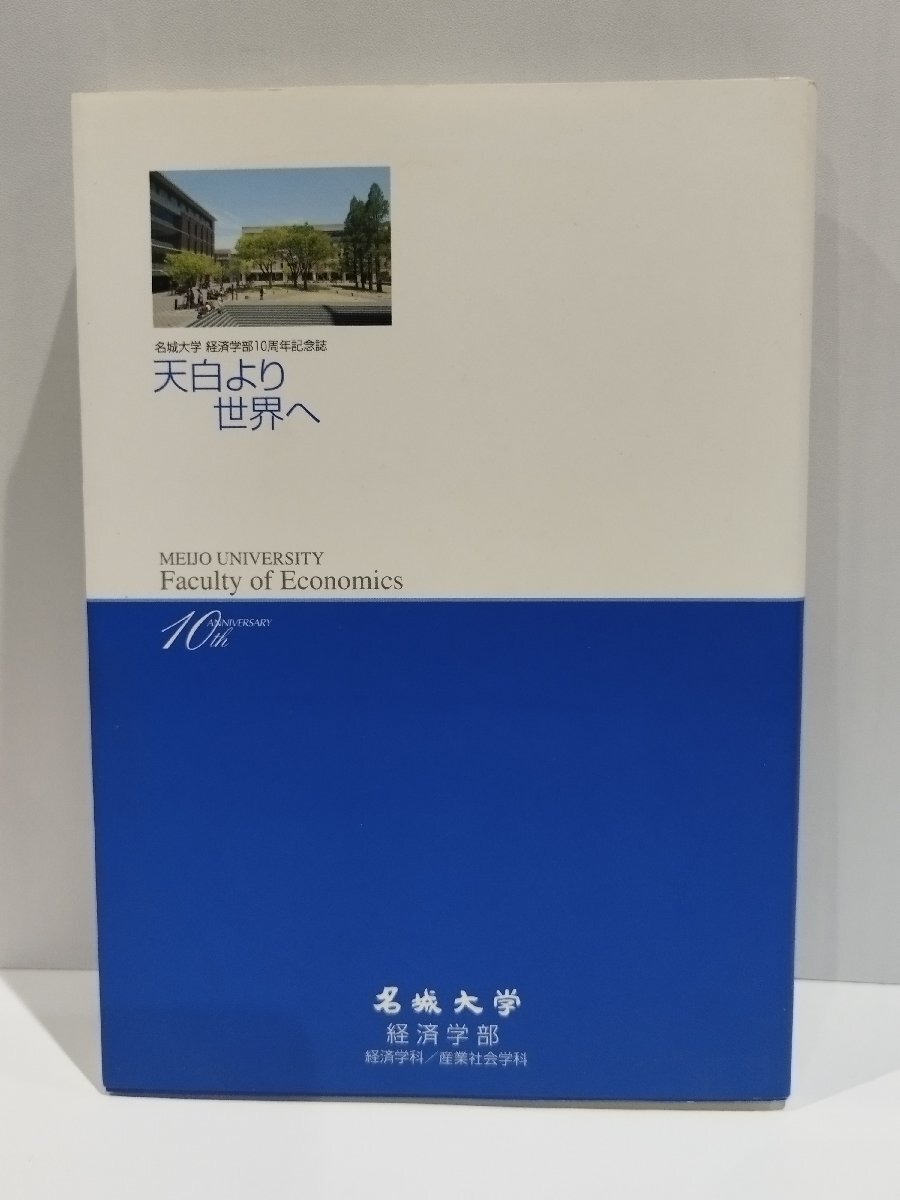 名城大学 経済学部10周年記念誌
天白より
世界へ
MEIJO UNIVERSITY
Faculty of Economics
10th ANNIVERSARY
名城大学
経済学部
経済学科/産業社会学科